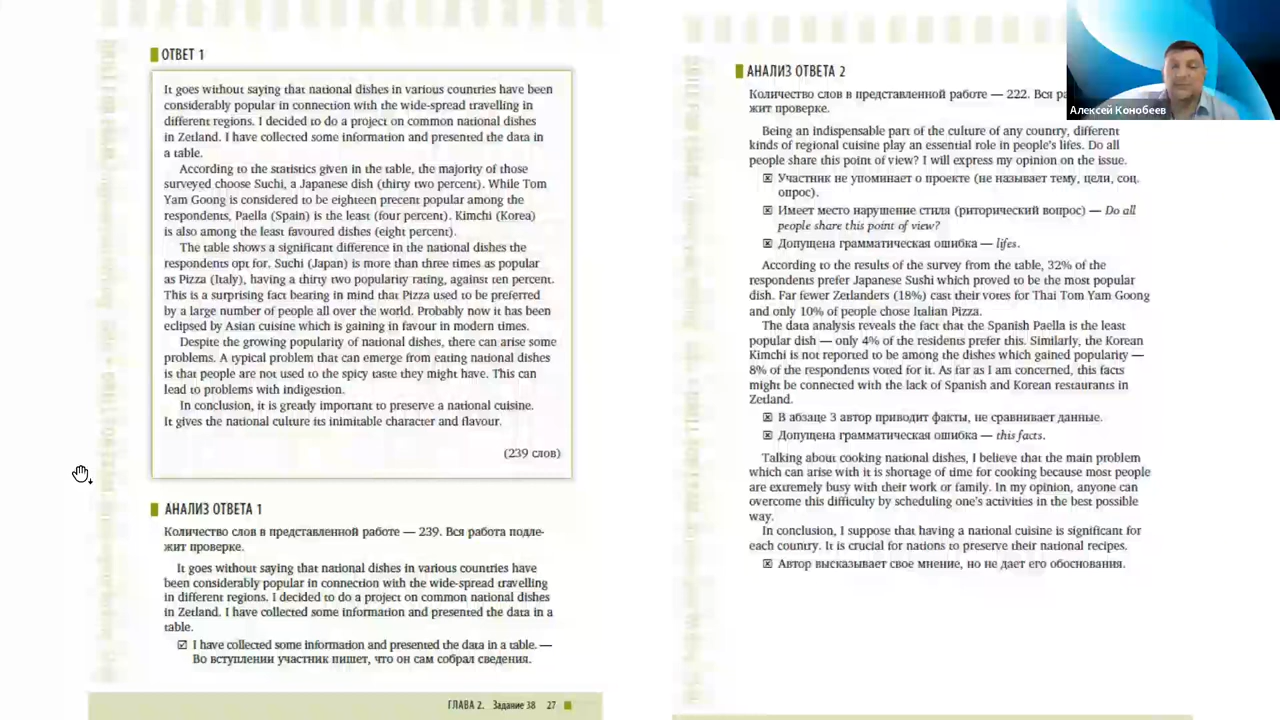 ОТВЕТ 1
It goes without saying that national dishes in various countries have been
considerably popular in connection with the wide-spread travelling in
different regions. I decided to do a project on common national dishes
in Zetland. I have collected some information and presented the data in
a table.
According to the statistics given in the table, the majority of those
surveyed choose Suchi, a Japanese dish (thirty two percent). While Tom
Yam Goong is considered to be eighteen precent popular among the
respondents, Paella (Spain) is the least (four percent). Kimchi (Korea)
is also among the least favoured dishes (eight percent).
The table shows a significant difference in the national dishes the
respondents opt for. Suchi (Japan) is more than three times as popular
as Pizza (Italy), having a thirty two popularity rating, against ten percent.
This is a surprising fact bearing in mind that Pizza used to be preferred
by a large number of people all over the world. Probably now it has been
eclipsed by Asian cuisine which is gaining in favour in modern times.
Despite the growing popularity of national dishes, there can arise some
problems. A typical problem that can emerge from eating national dishes
is that people are not used to the spicy taste they might have. This can
lead to problems with indigestion.
In conclusion, it is greatly important to preserve a national cuisine.
It gives the national culture its inimitable character and flavour.
(239 слов)
АНАЛИЗ ОТВЕТА 1
Количество слов в представленной работе — 239. Вся работа подле-
жит проверке.
It goes without saying that national dishes in various countries have
been considerably popular in connection with the wide-spread travelling
in different regions. I decided to do a project on common national dishes
in Zetland. I have collected some information and presented the data in a
table.
☑ I have collected some information and presented the data in a table. —
Во вступлении участник пишет, что он сам собрал сведения.
ГЛАВА 2. Задание 38 27
АНАЛИЗ ОТВЕТА 2
Количество слов в представленной работе — 222. Вся
жит проверке.
Being an indispensable part of the culture of any country, different
kinds of regional cuisine play an essential role in people's lifes. Do all
people share this point of view? I will express my opinion on the issue.
☒ Участник не упоминает о проекте (не называет тему, цели, соц.
опрос).
☒ Имеет место нарушение стиля (риторический вопрос) — Do all
people share this point of view?
☒ Допущена грамматическая ошибка — lifes.
According to the results of the survey from the table, 32% of the
respondents prefer Japanese Sushi which proved to be the most popular
dish. Far fewer Zetlanders (18%) cast their votes for Thai Tom Yam Goong
and only 10% of people chose Italian Pizza.
The data analysis reveals the fact that the Spanish Paella is the least
popular dish — only 4% of the residents prefer this. Similarly, the Korean
Kimchi is not reported to be among the dishes which gained popularity —
8% of the respondents voted for it. As far as I am concerned, this facts
might be connected with the lack of Spanish and Korean restaurants in
Zetland.
☒ В абзаце 3 автор приводит факты, не сравнивает данные.
☒ Допущена грамматическая ошибка — this facts.
Talking about cooking national dishes, I believe that the main problem
which can arise with it is shortage of time for cooking because most people
are extremely busy with their work or family. In my opinion, anyone can
overcome this difficulty by scheduling one's activities in the best possible
way.
In conclusion, I suppose that having a national cuisine is significant for
each country. It is crucial for nations to preserve their national recipes.
☒ Автор высказывает свое мнение, но не дает его обоснования.
Алексей Конобеев